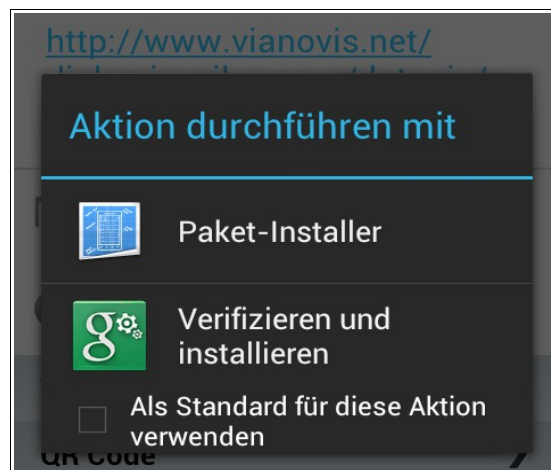 http://www.vianovis.net/
Aktion durchführen mit
Paket-Installer
Verifizieren und
installieren
Als Standard für diese Aktion
verwenden
QR Code